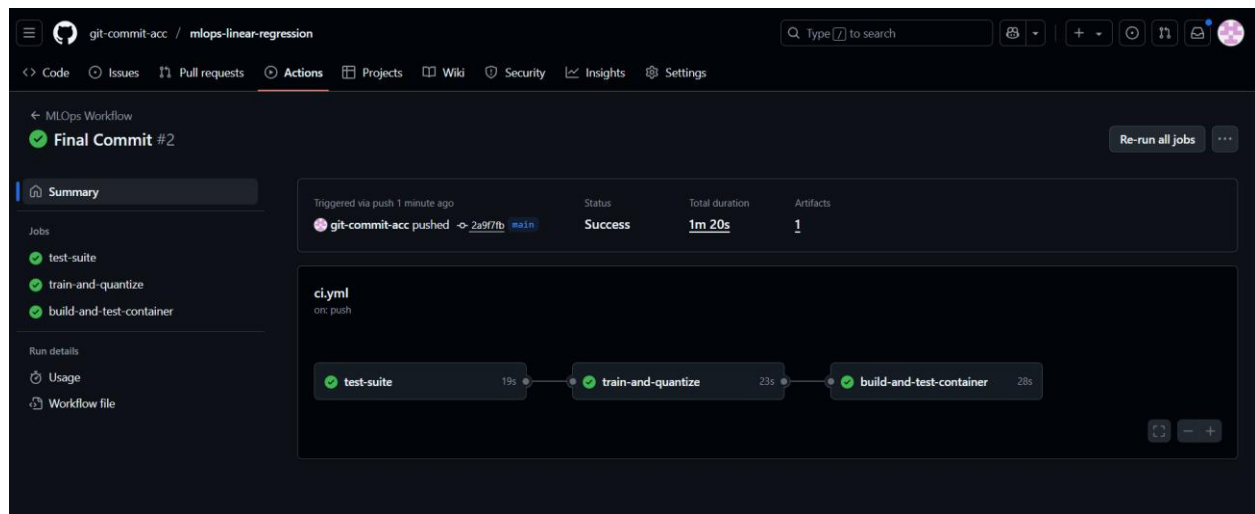 git-commit-acc / mlops-linear-regression
Type / to search
Code Issues Pull requests Actions Projects Wiki Security Insights Settings
← MLOps Workflow
Final Commit #2
Re-run all jobs
Summary
Jobs
test-suite
train-and-quantize
build-and-test-container
Run details
Usage
Workflow file
Triggered via push 1 minute ago
git-commit-acc pushed 2a9f7fb main
Status
Success
Total duration
1m 20s
Artifacts
1
ci.yml
on: push
test-suite 19s
train-and-quantize 23s
build-and-test-container 28s